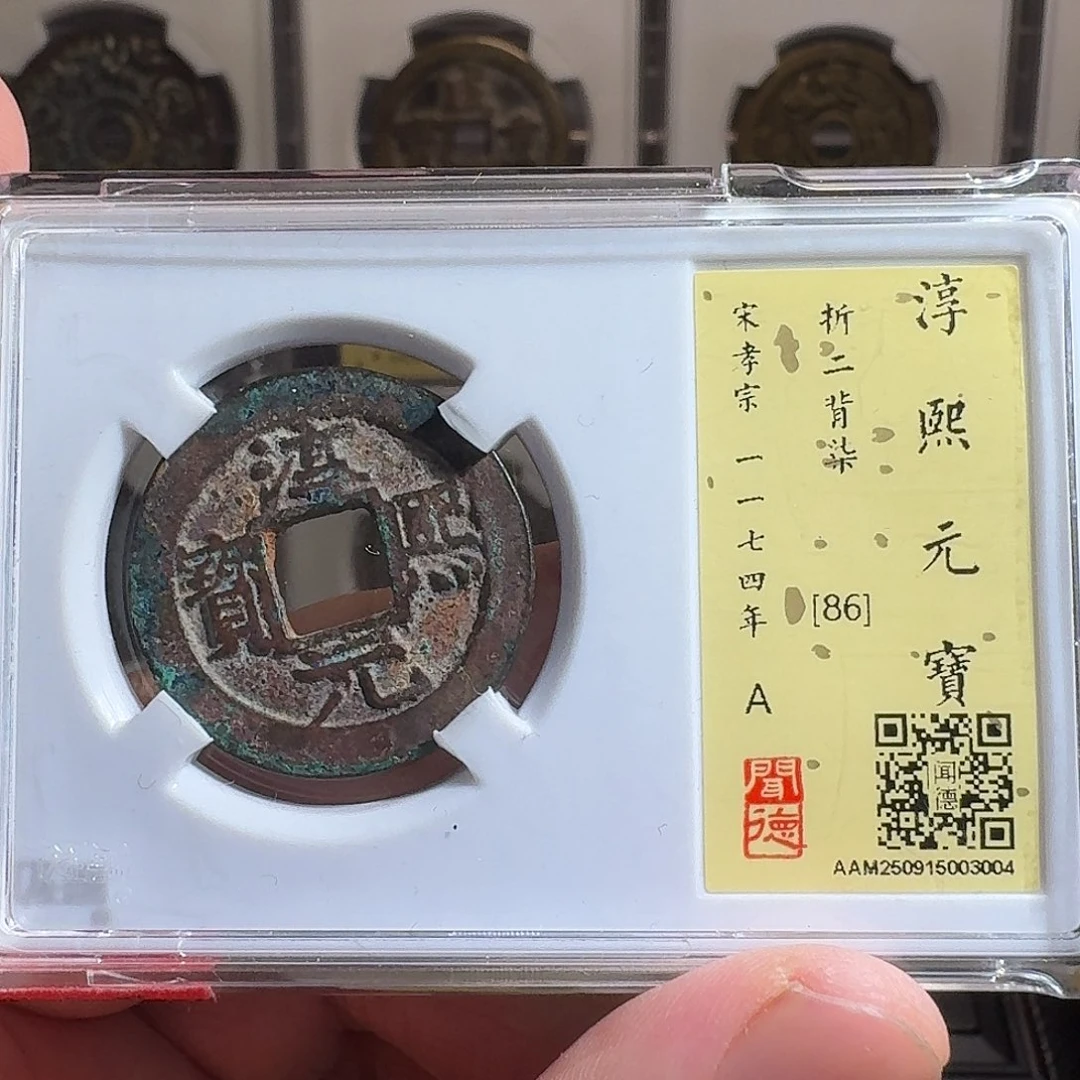 淳熙元寶
淳熙元寶
折二背柒
[86]
宋孝宗 一一七四年 A
聞德
闻德
AAM250915003004